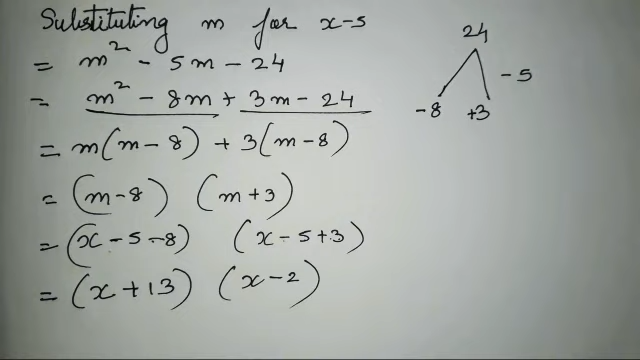 Substituting m for x-5
= m² - 5m - 24
= m² - 8m + 3m - 24
= m(m-8) + 3(m-8)
= (m-8) (m+3)
= (x-5-8) (x-5+3)
= (x+13) (x-2)
24
-5
-8 +3